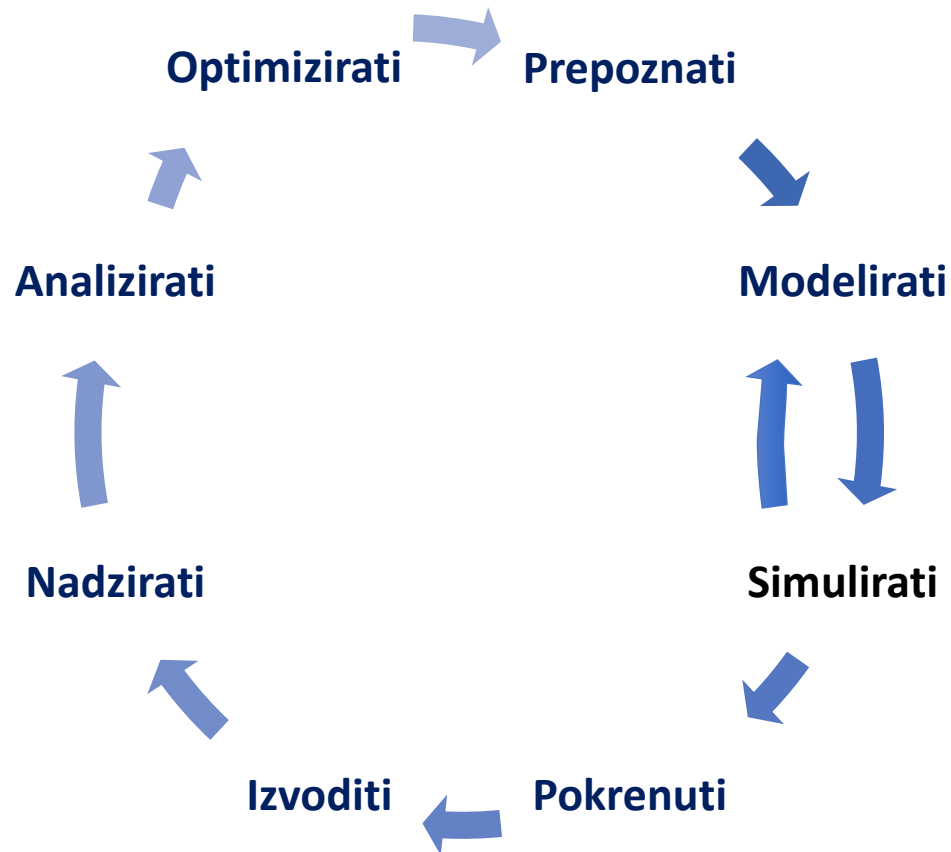 Optimizirati
Prepoznati
Modelirati
Simulirati
Pokrenuti
Izvoditi
Nadzirati
Analizirati